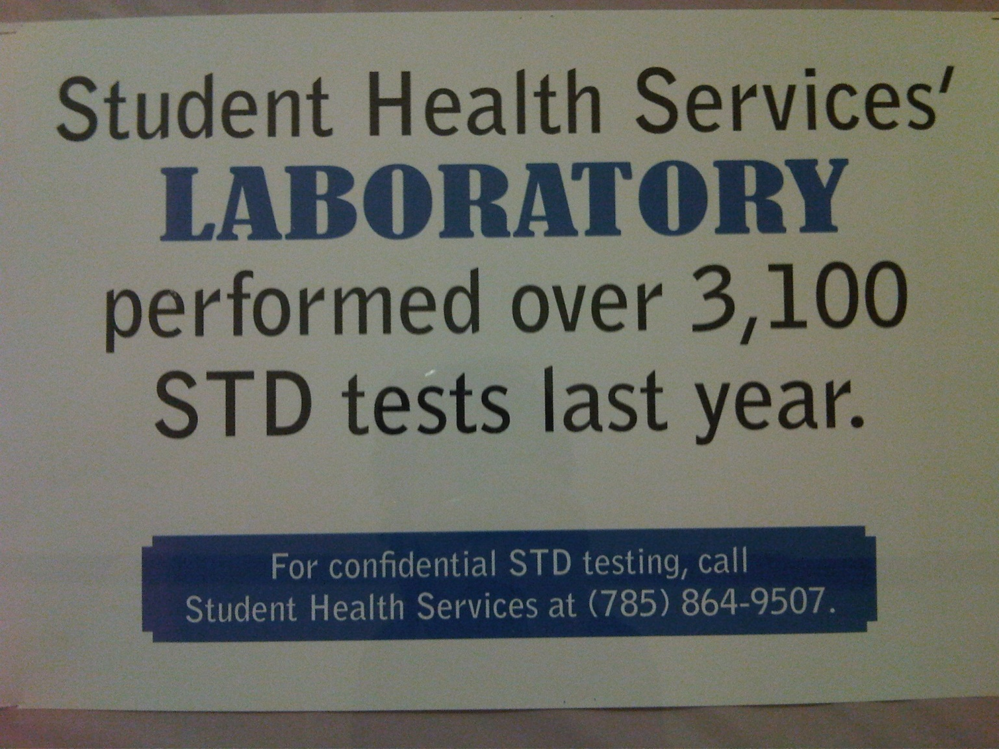 Student Health Services'
LABORATORY
performed over 3,100
STD tests last year.
For confidential STD testing, call
Student Health Services at (785) 864-9507.